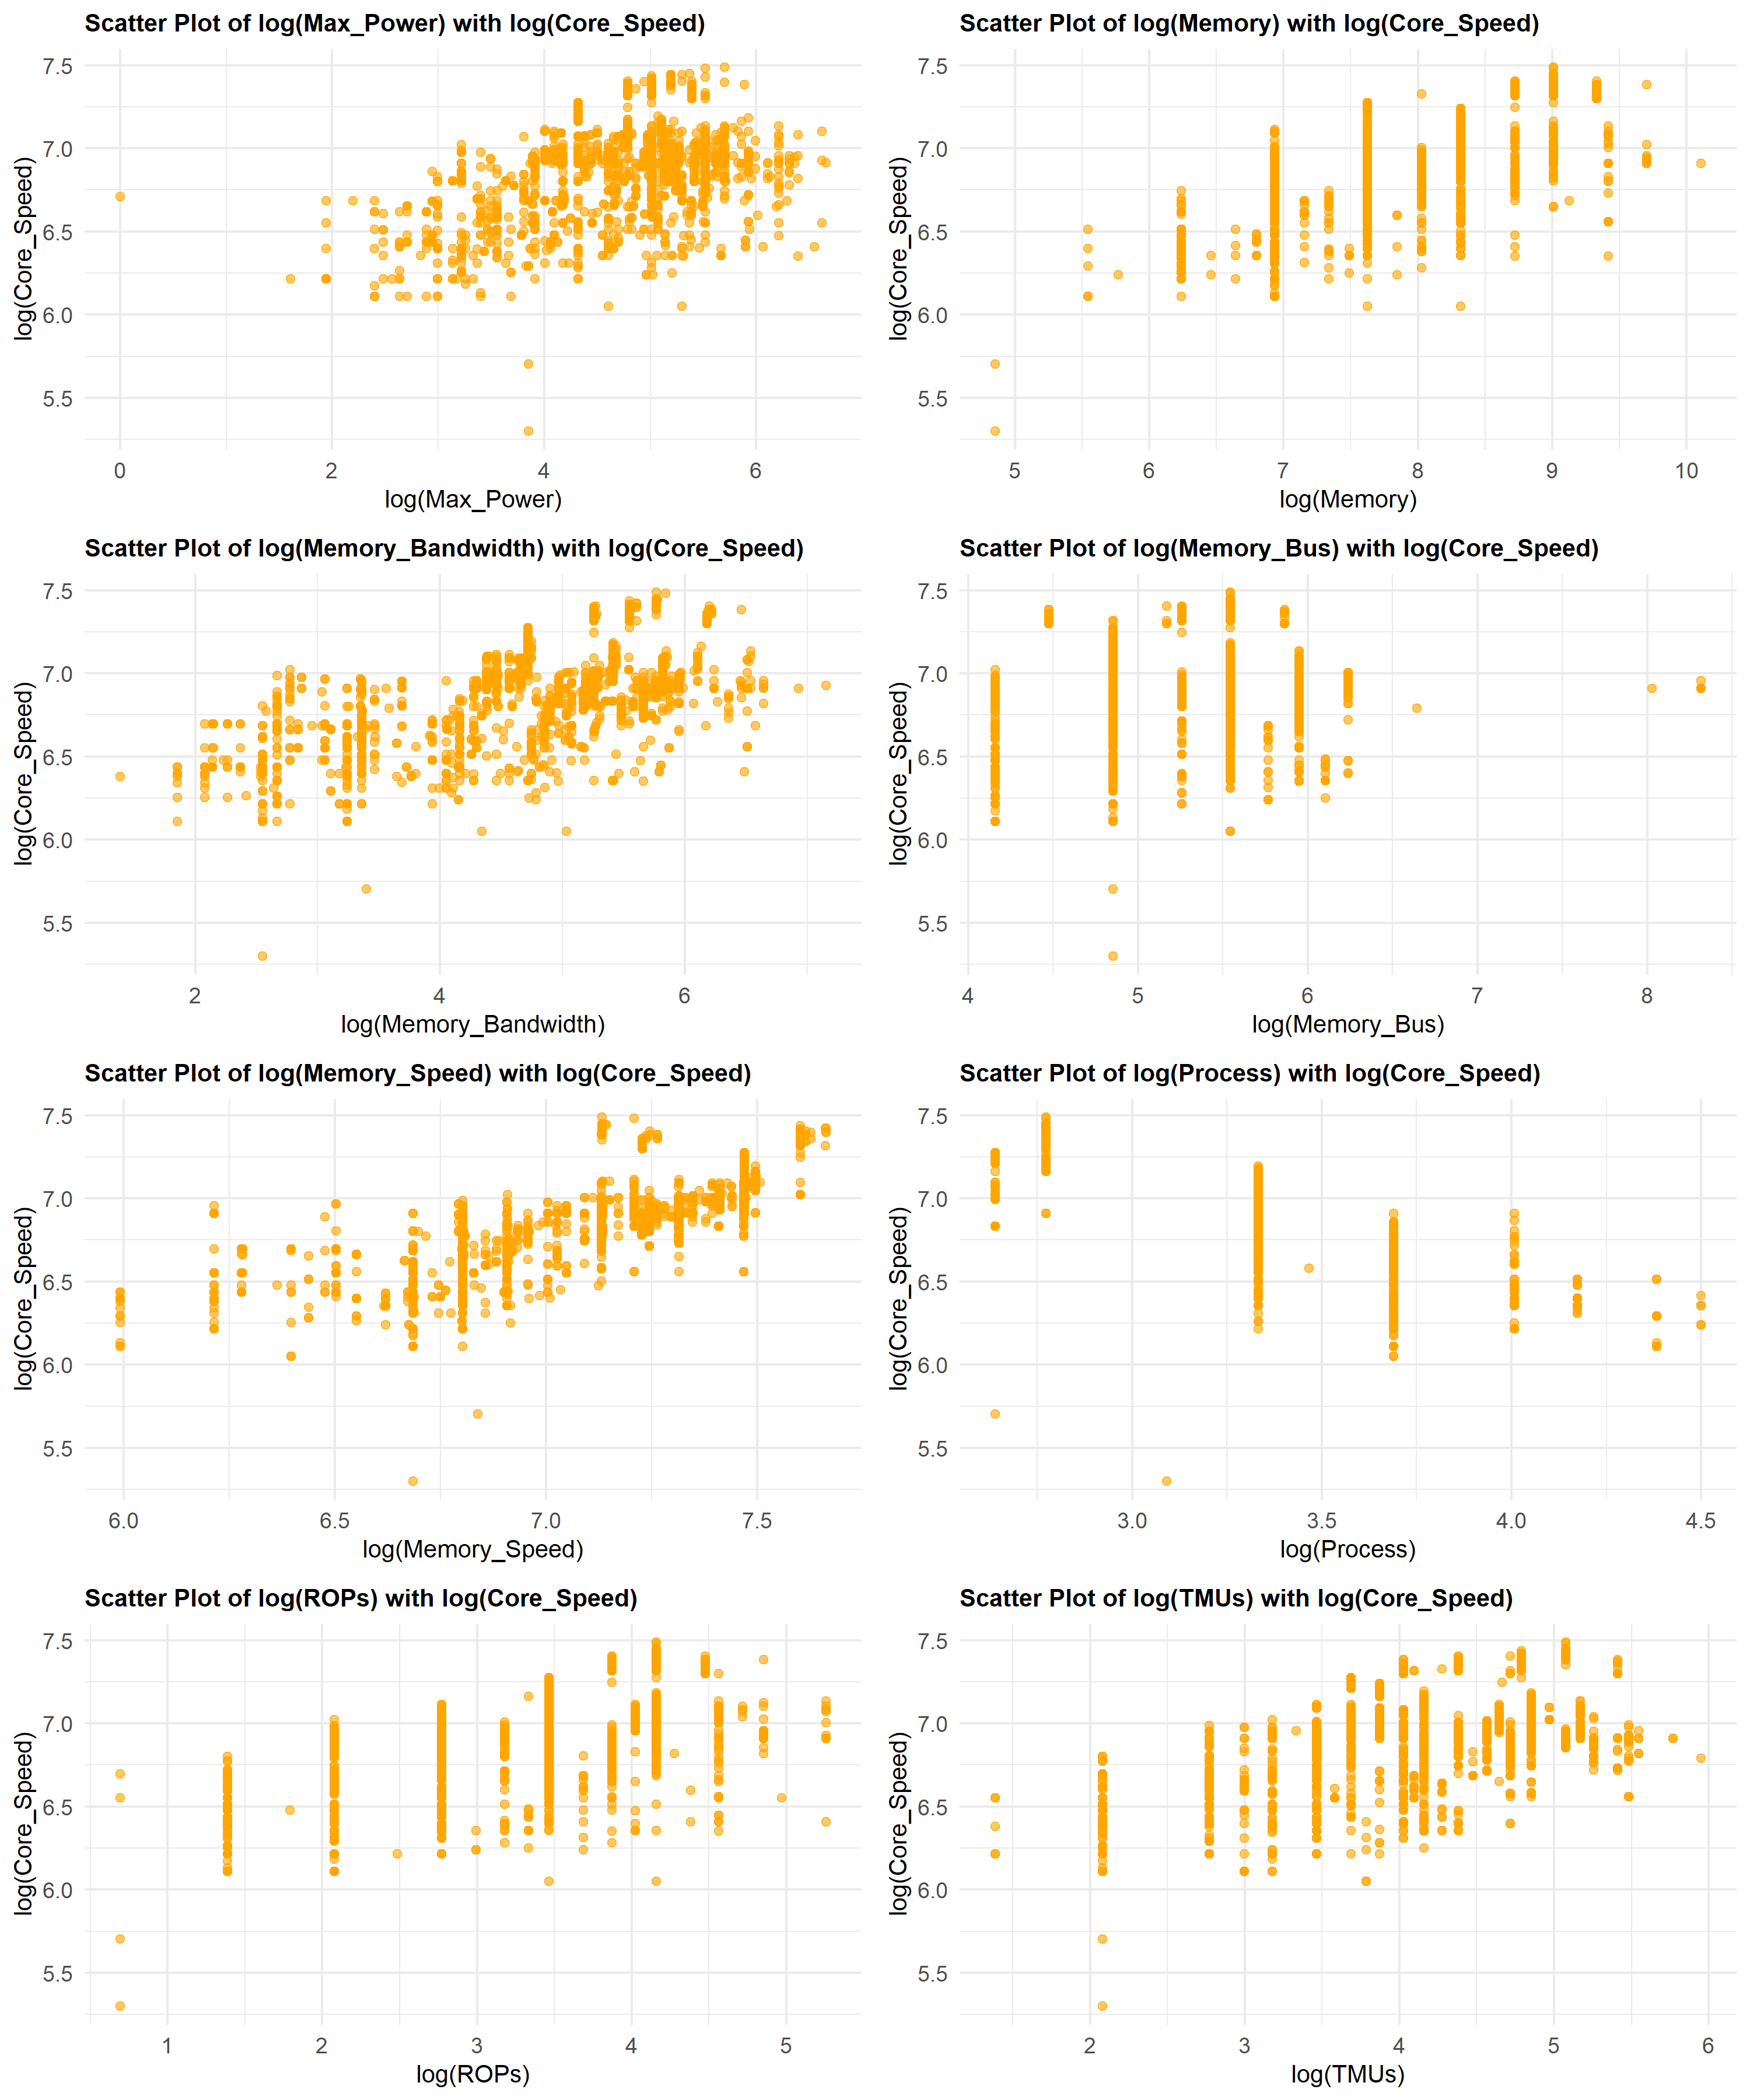 Scatter Plot of log(Max_Power) with log(Core_Speed)
log(Core_Speed)
7.5
7.0
6.5
6.0
5.5
0 2 4 6
log(Max_Power)
Scatter Plot of log(Memory) with log(Core_Speed)
log(Core_Speed)
7.5
7.0
6.5
6.0
5.5
5 6 7 8 9 10
log(Memory)
Scatter Plot of log(Memory_Bandwidth) with log(Core_Speed)
log(Core_Speed)
7.5
7.0
6.5
6.0
5.5
2 4 6
log(Memory_Bandwidth)
Scatter Plot of log(Memory_Bus) with log(Core_Speed)
log(Core_Speed)
7.5
7.0
6.5
6.0
5.5
4 5 6 7 8
log(Memory_Bus)
Scatter Plot of log(Memory_Speed) with log(Core_Speed)
log(Core_Speed)
7.5
7.0
6.5
6.0
5.5
6.0 6.5 7.0 7.5
log(Memory_Speed)
Scatter Plot of log(Process) with log(Core_Speed)
log(Core_Speed)
7.5
7.0
6.5
6.0
5.5
3.0 3.5 4.0 4.5
log(Process)
Scatter Plot of log(ROPs) with log(Core_Speed)
log(Core_Speed)
7.5
7.0
6.5
6.0
5.5
1 2 3 4 5
log(ROPs)
Scatter Plot of log(TMUs) with log(Core_Speed)
log(Core_Speed)
7.5
7.0
6.5
6.0
5.5
2 3 4 5 6
log(TMUs)